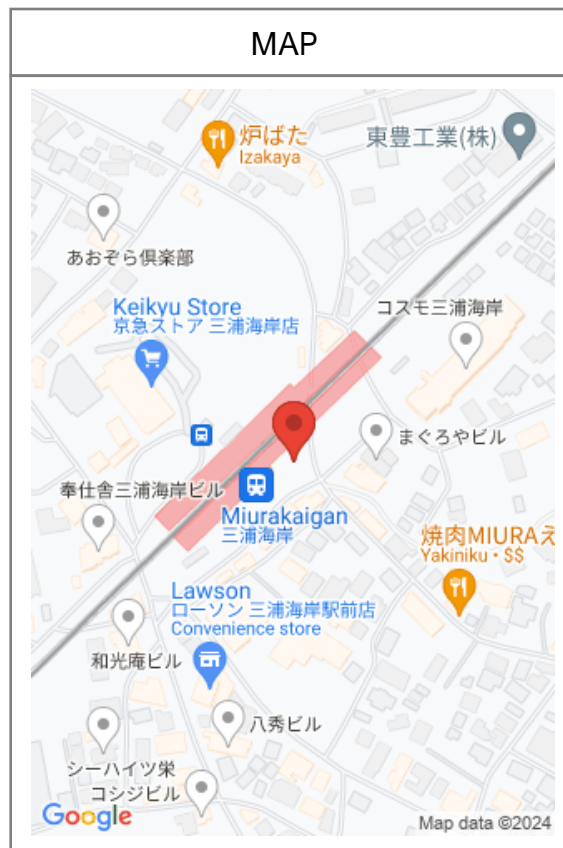 MAP
炉ばた
Izakaya
東豊工業(株)
あおぞら倶楽部
Keikyu Store
京急ストア 三浦海岸店
コスモ三浦海岸
まぐろやビル
奉仕舎三浦海岸ビル
Miurakaigan
三浦海岸
焼肉MIURAえ
Yakiniku・$$
Lawson
ローソン 三浦海岸駅前店
Convenience store
和光庵ビル
八秀ビル
シーハイツ栄
コシジビル
Google
Map data ©2024